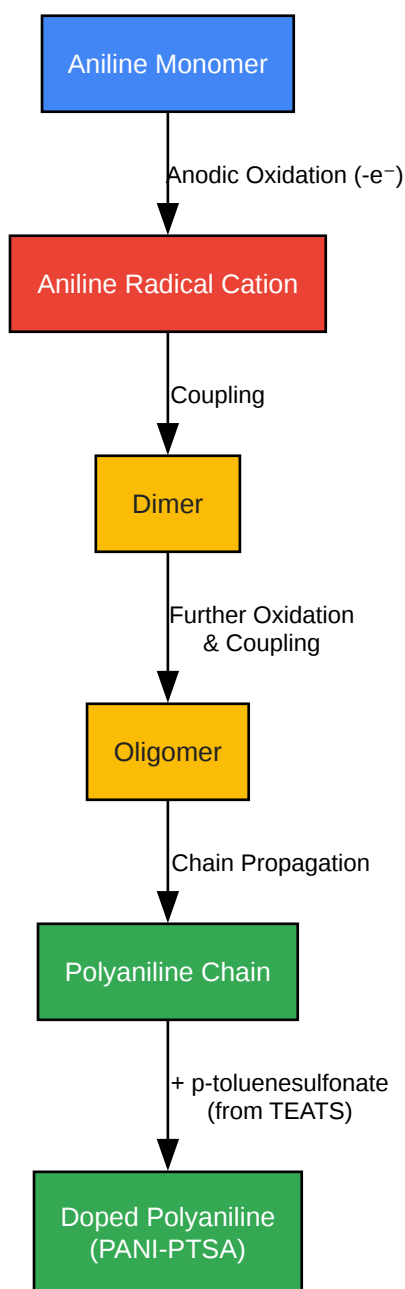 Aniline Monomer
Anodic Oxidation (-e⁻)
Aniline Radical Cation
Coupling
Dimer
Further Oxidation
& Coupling
Oligomer
Chain Propagation
Polyaniline Chain
+ p-toluenesulfonate
(from TEATS)
Doped Polyaniline
(PANI-PTSA)